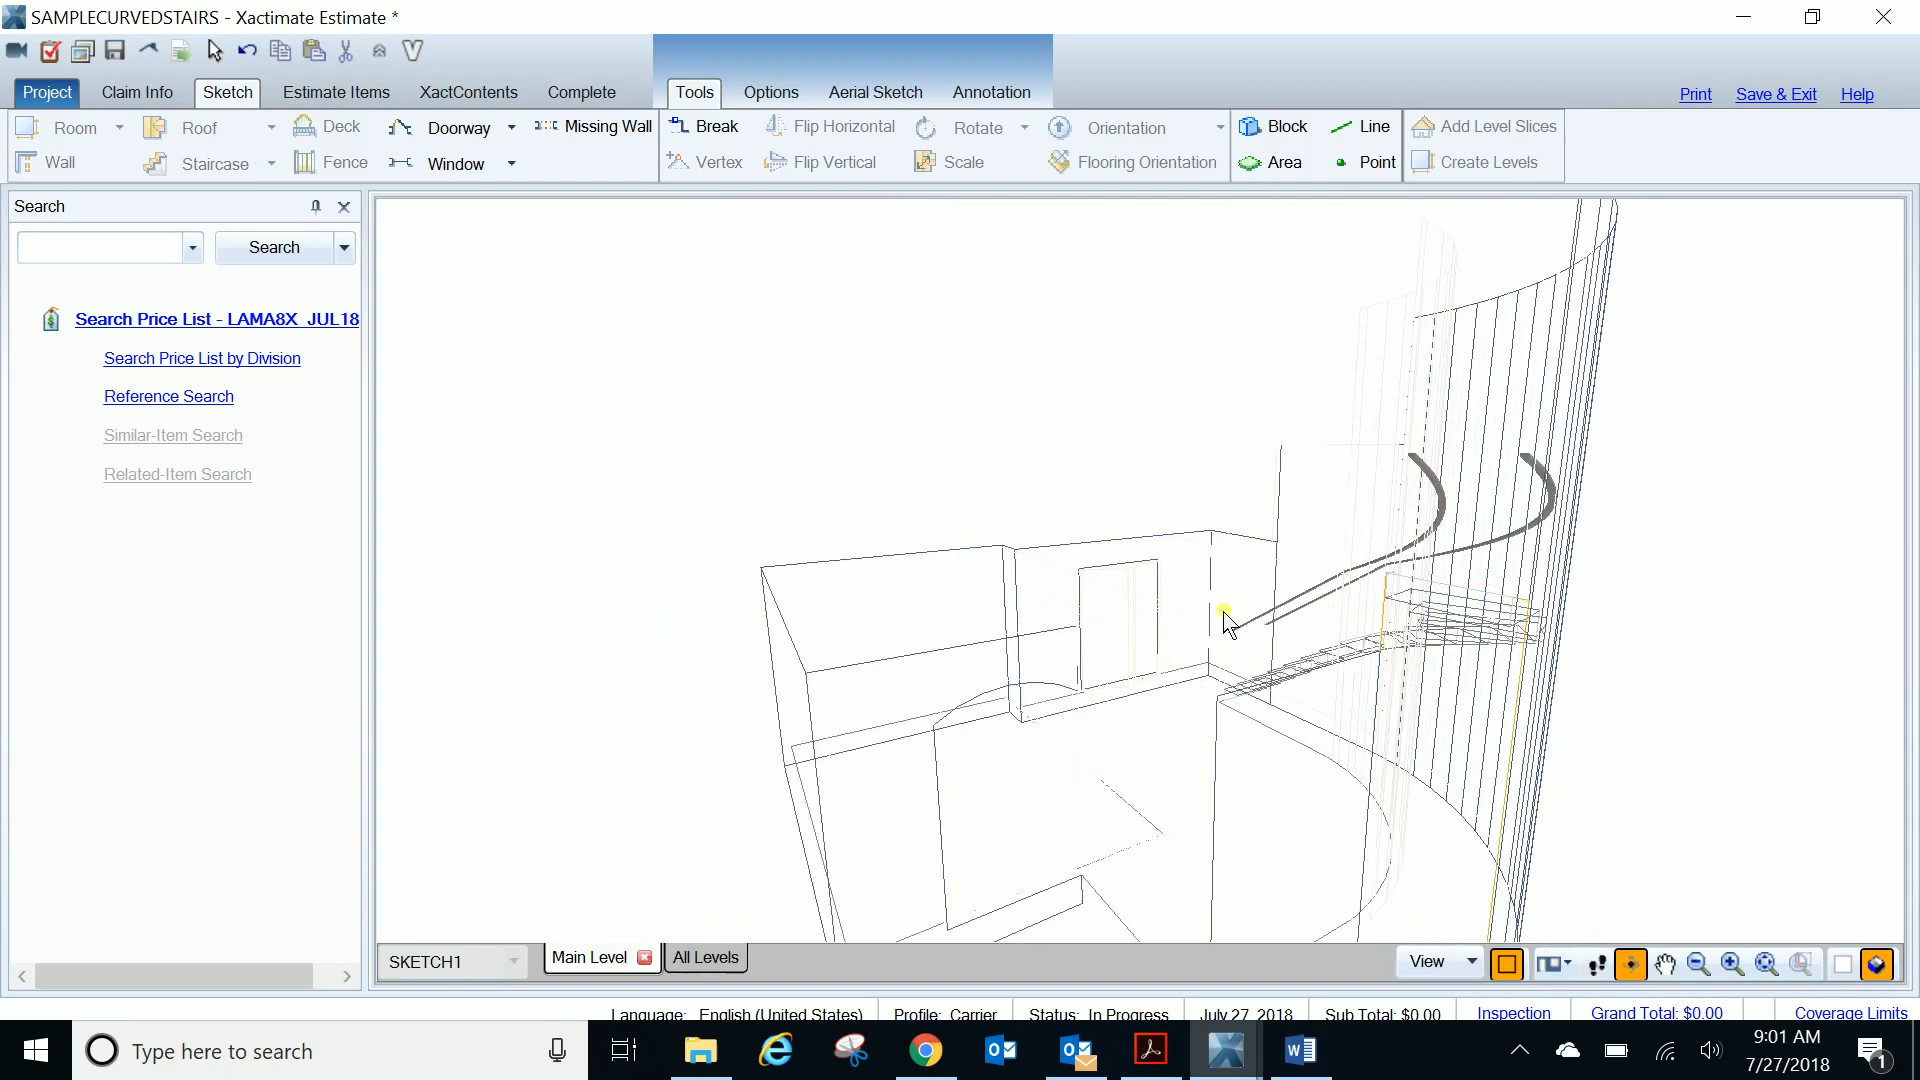 SAMPLECURVEDSTAIRS - Xactimate Estimate *
Project Claim Info Sketch Estimate Items XactContents Complete Tools Options Aerial Sketch Annotation Print Save & Exit Help
Room Roof Deck Doorway Missing Wall Break Flip Horizontal Rotate Orientation Block Line Add Level Slices
Wall Staircase Fence Window Vertex Flip Vertical Scale Flooring Orientation Area Point Create Levels
Search
Search
Search Price List - LAMA8X_JUL18
Search Price List by Division
Reference Search
Similar-Item Search
Related-Item Search
SKETCH1 Main Level All Levels View
Language: English (United States) Profile: Carrier Status: In Progress July 27, 2018 Sub Total: $0.00 Inspection Grand Total: $0.00 Coverage Limits
Type here to search
9:01 AM
7/27/2018
1